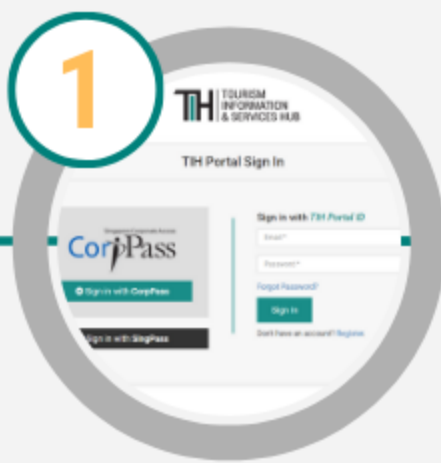 1
TIH
TOURISM
INFORMATION
& SERVICES HUB
TIH Portal Sign In
Singapore Corporate Access
CorpPass
Sign in with CorpPass
Sign in with SingPass
Sign in with TIH Portal ID
Email*
Password*
Forgot Password?
Sign In
Don't have an account? Register